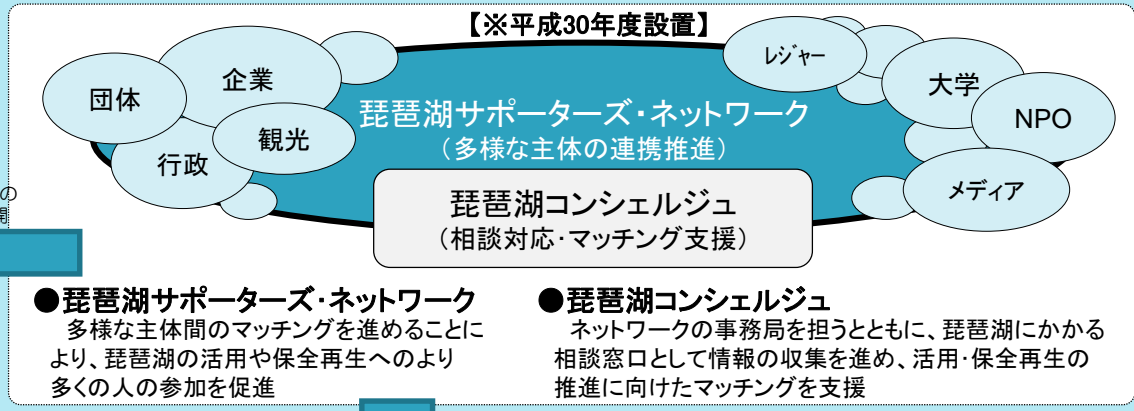 【※平成30年度設置】
団体
企業
行政
観光
レジャー
大学
NPO
メディア
琵琶湖サポーターズ・ネットワーク
（多様な主体の連携推進）
琵琶湖コンシェルジュ
（相談対応・マッチング支援）
の
●琵琶湖サポーターズ・ネットワーク
多様な主体間のマッチングを進めることに
より、琵琶湖の活用や保全再生へのより
多くの人の参加を促進
●琵琶湖コンシェルジュ
ネットワークの事務局を担うとともに、琵琶湖にかかる
相談窓口として情報の収集を進め、活用・保全再生の
推進に向けたマッチングを支援